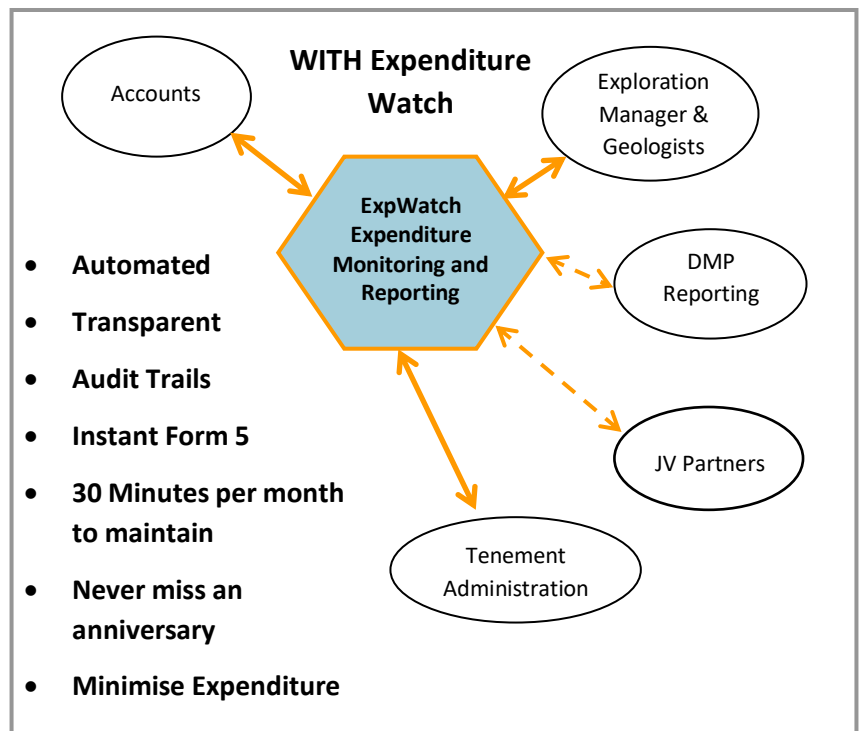 WITH Expenditure
Watch
Accounts
Exploration
Manager &
Geologists
ExpWatch
Expenditure
Monitoring and
Reporting
DMP
Reporting
JV Partners
Tenement
Administration
• Automated
• Transparent
• Audit Trails
• Instant Form 5
• 30 Minutes per month
to maintain
• Never miss an
anniversary
• Minimise Expenditure